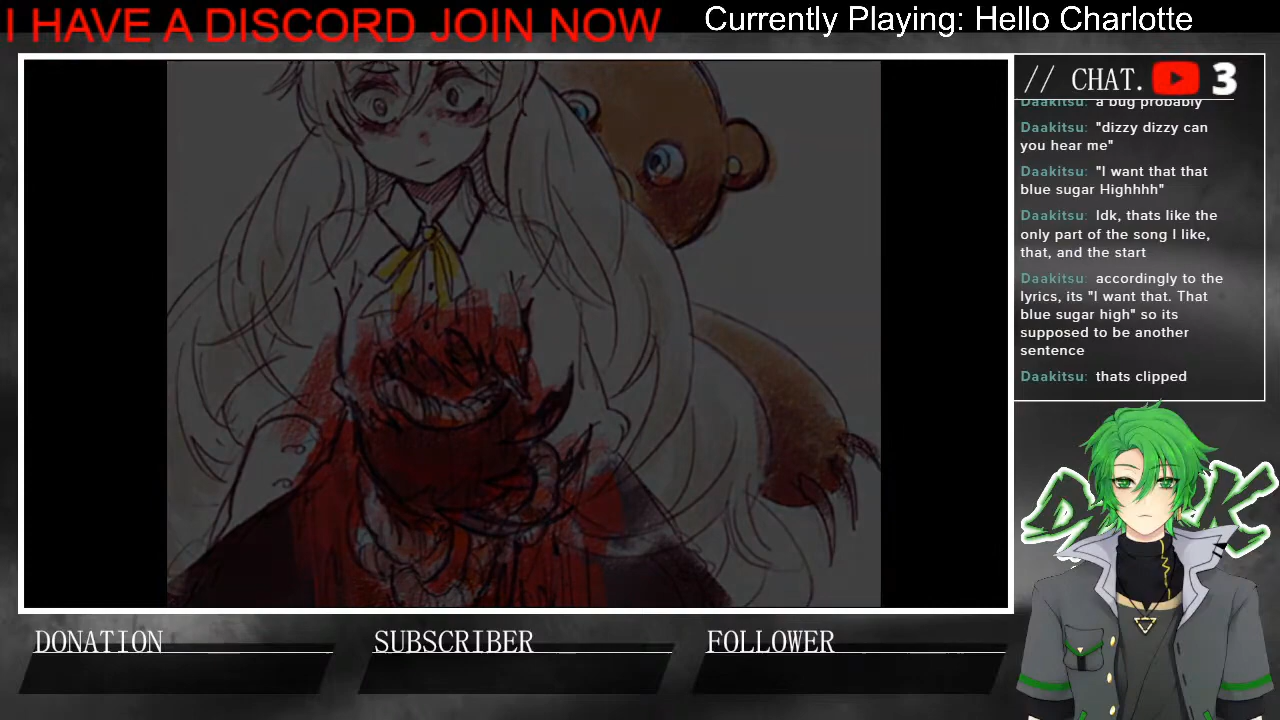 I HAVE A DISCORD JOIN NOW
Currently Playing: Hello Charlotte
// CHAT. 3
Daakitsu: a bug probably
Daakitsu: "dizzy dizzy can
you hear me"
Daakitsu: "I want that that
blue sugar Highhhh"
Daakitsu: Idk, thats like the
only part of the song I like,
that, and the start
Daakitsu: accordingly to the
lyrics, its "I want that. That
blue sugar high" so its
supposed to be another
sentence
Daakitsu: thats clipped
DONATION
SUBSCRIBER
FOLLOWER